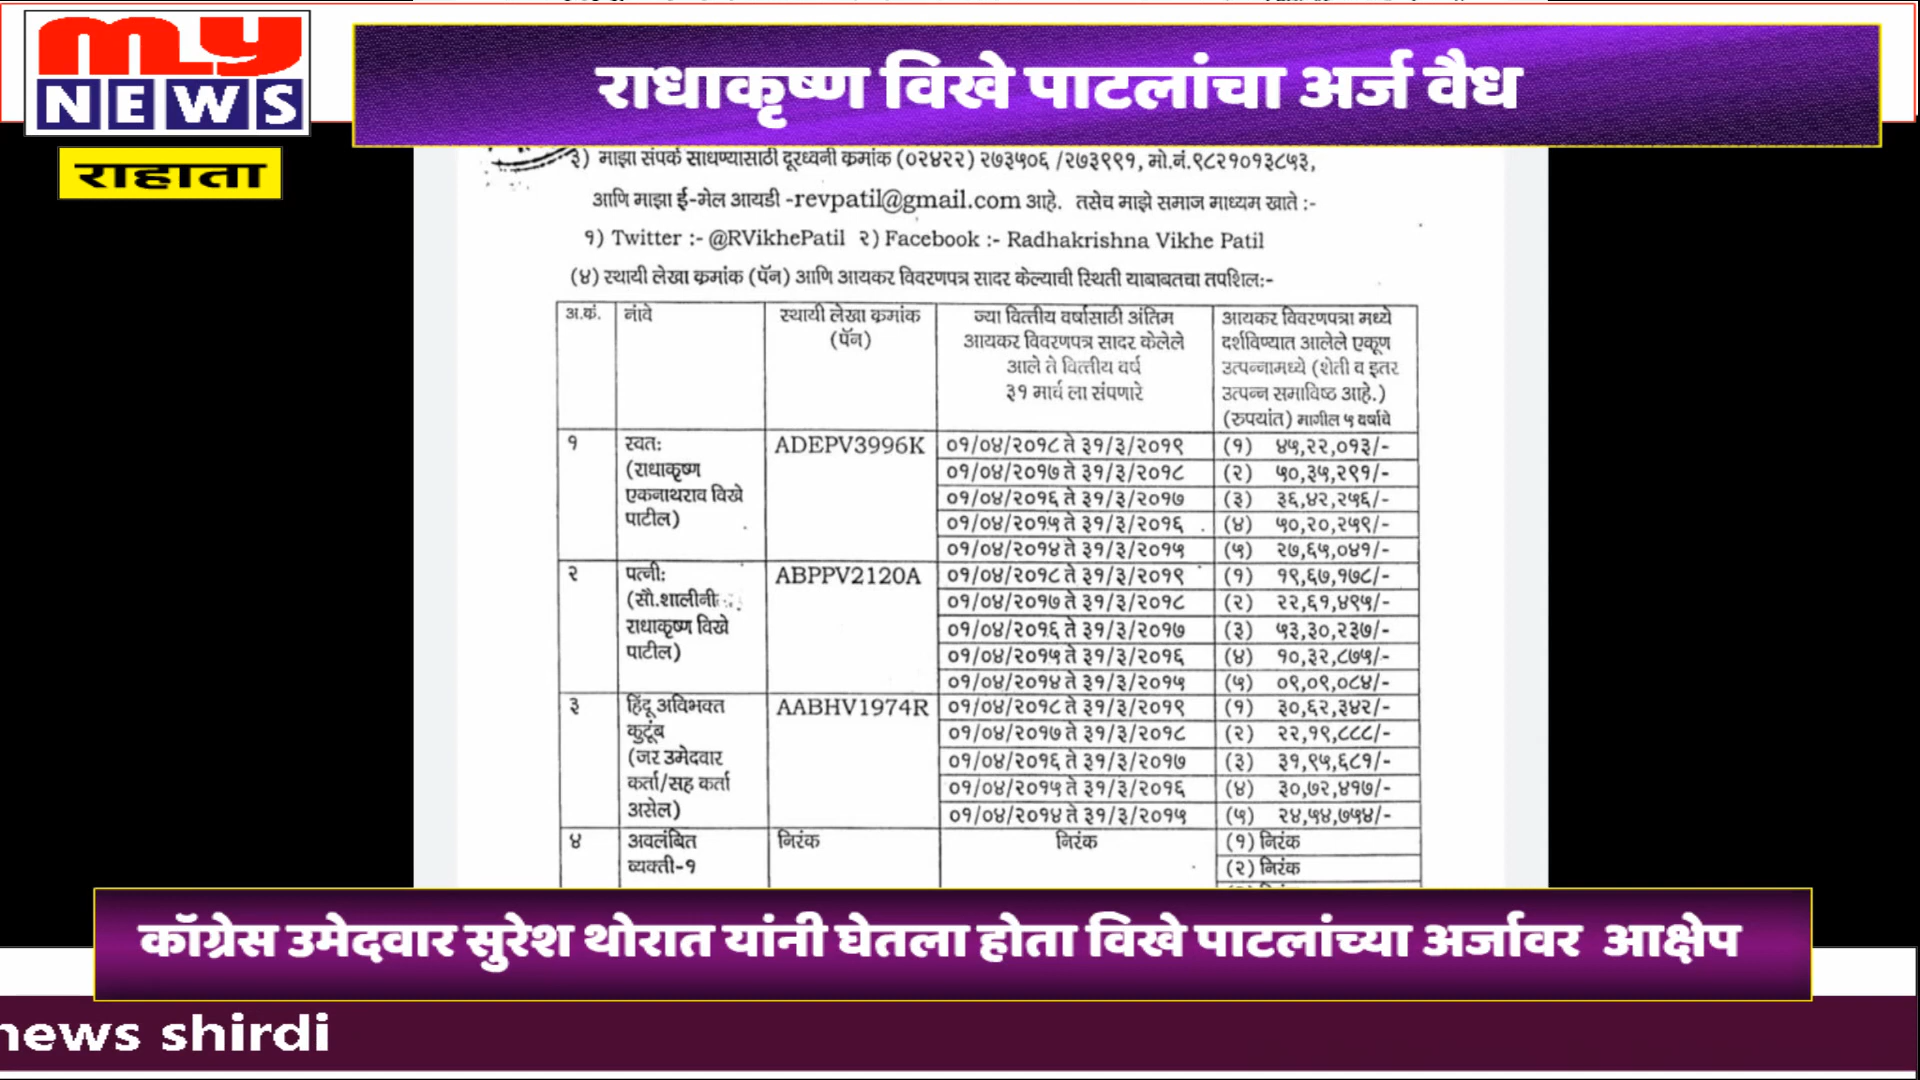 my
NEWS
राधाकृष्ण विखे पाटलांचा अर्ज वैध
राहाता
३) माझा संपर्क साधण्यासाठी दूरध्वनी क्रमांक (०२४२२) २७३५०६ /२७३९९१, मो.नं.९८२१०१३८५३,
आणि माझा ई-मेल आयडी -revpatil@gmail.com आहे. तसेच माझे समाज माध्यम खाते :-
१) Twitter :- @RVikhePatil २) Facebook :- Radhakrishna Vikhe Patil
(४) स्थायी लेखा क्रमांक (पॅन) आणि आयकर विवरणपत्र सादर केल्याची स्थिती याबाबतचा तपशिल:-
अ.क्रं. नांवे स्थायी लेखा क्रमांक ज्या वित्तीय वर्षासाठी अंतिम आयकर विवरणपत्रा मध्ये
(पॅन) आयकर विवरणपत्र सादर केलेले दर्शविण्यात आलेले एकूण
आले ते वित्तीय वर्ष उत्पन्नामध्ये (शेती व इतर
३१ मार्च ला संपणारे उत्पन्न समाविष्ठ आहे.)
(रुपयांत) मागील ५ वर्षाचे
१ स्वत: ADEPV3996K ०१/०४/२०१८ ते ३१/३/२०१९ (१) ४५,२२,०१३/-
(राधाकृष्ण ०१/०४/२०१७ ते ३१/३/२०१८ (२) ५०,३५,२९१/-
एकनाथराव विखे ०१/०४/२०१६ ते ३१/३/२०१७ (३) ३६,४२,२५६/-
पाटील) ०१/०४/२०१५ ते ३१/३/२०१६ (४) ५०,२०,२५९/-
०१/०४/२०१४ ते ३१/३/२०१५ (५) २७,६५,०४१/-
२ पत्नी: ABPPV2120A ०१/०४/२०१८ ते ३१/३/२०१९ (१) १९,६७,१७८/-
(सौ.शालीनी ०१/०४/२०१७ ते ३१/३/२०१८ (२) २२,६१,४९५/-
राधाकृष्ण विखे ०१/०४/२०१६ ते ३१/३/२०१७ (३) ५३,३०,२३७/-
पाटील) ०१/०४/२०१५ ते ३१/३/२०१६ (४) १०,३२,८७५/-
०१/०४/२०१४ ते ३१/३/२०१५ (५) ०९,०९,०८४/-
३ हिंदू अविभक्त AABHV1974R ०१/०४/२०१८ ते ३१/३/२०१९ (१) ३०,६२,३४२/-
कुटूंब ०१/०४/२०१७ ते ३१/३/२०१८ (२) २२,१९,८८८/-
(जर उमेदवार ०१/०४/२०१६ ते ३१/३/२०१७ (३) ३१,९५,६८१/-
कर्ता/सह कर्ता ०१/०४/२०१५ ते ३१/३/२०१६ (४) ३०,७२,४१७/-
असेल) ०१/०४/२०१४ ते ३१/३/२०१५ (५) २४,५४,७५४/-
४ अवलंबित निरंक निरंक (१) निरंक
व्यक्ती-१ (२) निरंक
कॉग्रेस उमेदवार सुरेश थोरात यांनी घेतला होता विखे पाटलांच्या अर्जावर आक्षेप
news shirdi